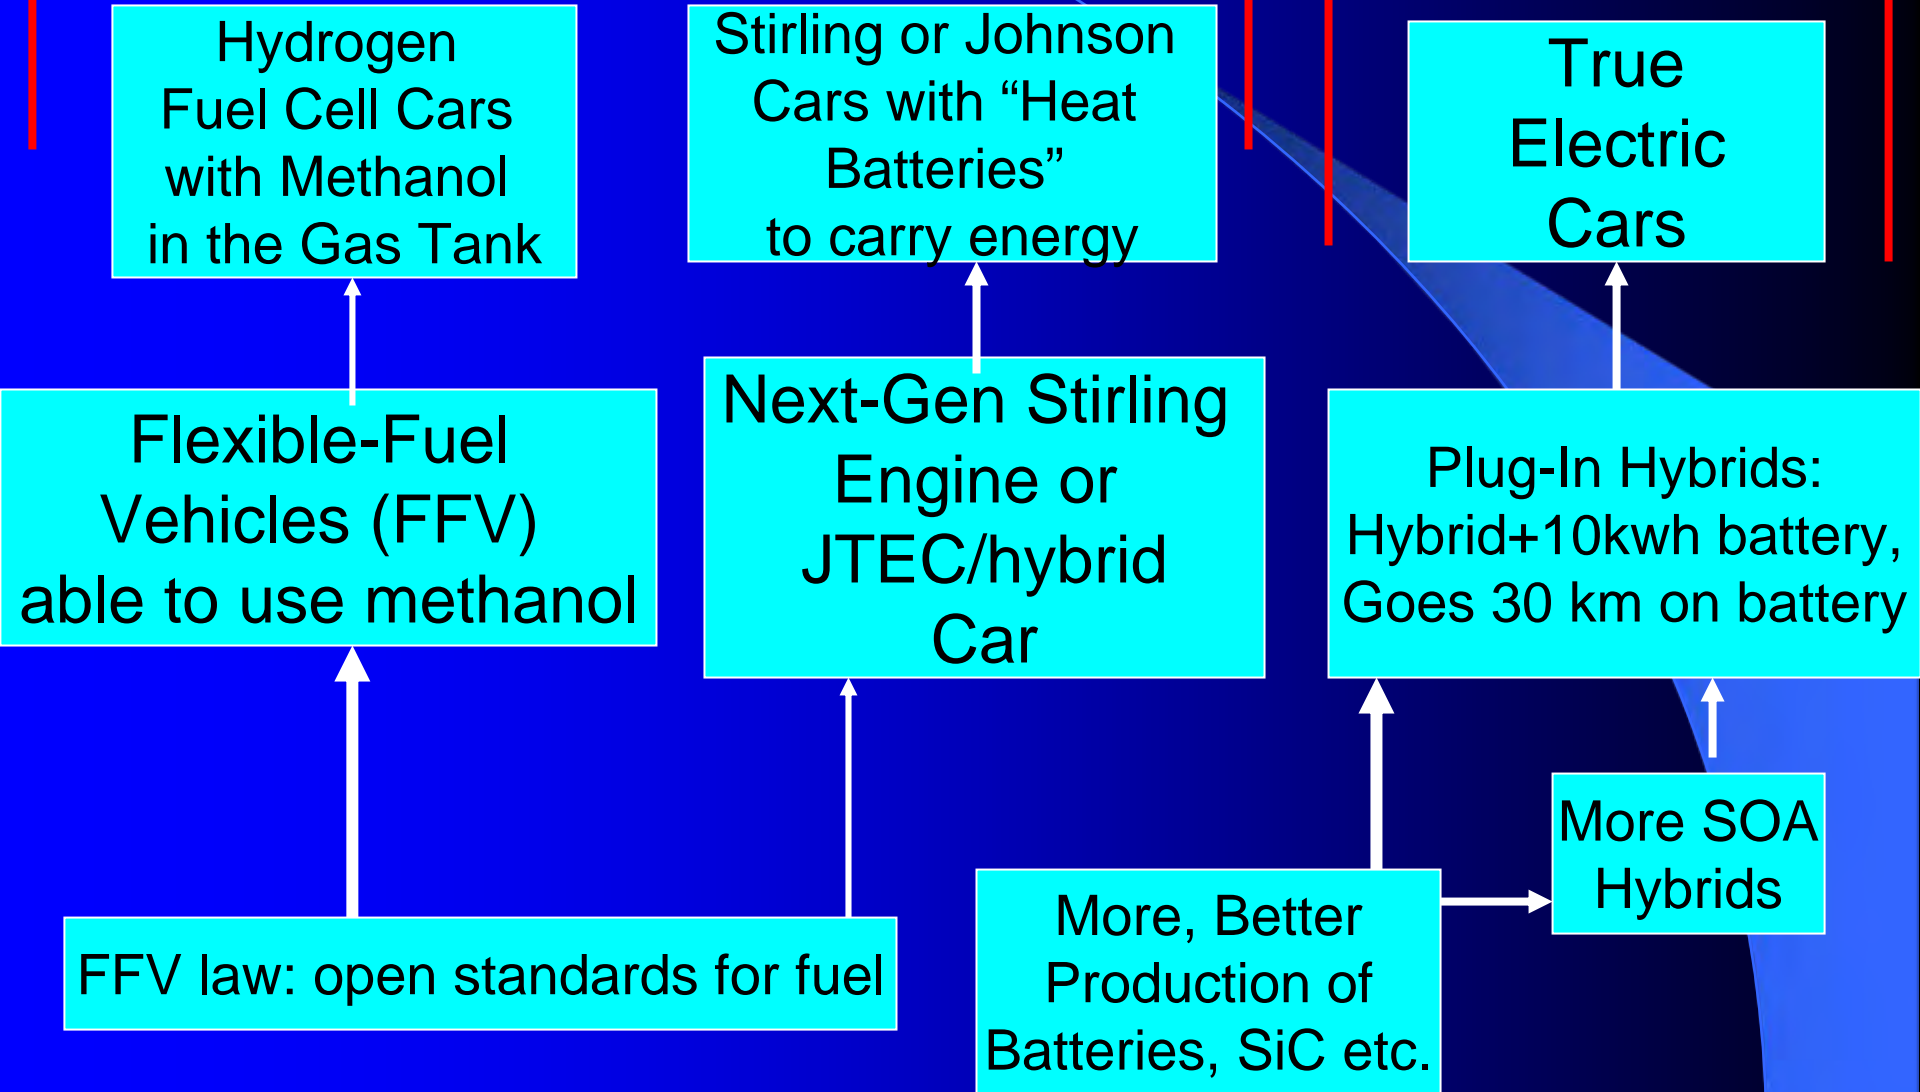 Hydrogen
Fuel Cell Cars
with Methanol
in the Gas Tank
Stirling or Johnson
Cars with “Heat
Batteries”
to carry energy
True
Electric
Cars
Flexible-Fuel
Vehicles (FFV)
able to use methanol
Next-Gen Stirling
Engine or
JTEC/hybrid
Car
Plug-In Hybrids:
Hybrid+10kwh battery,
Goes 30 km on battery
More SOA
Hybrids
FFV law: open standards for fuel
More, Better
Production of
Batteries, SiC etc.